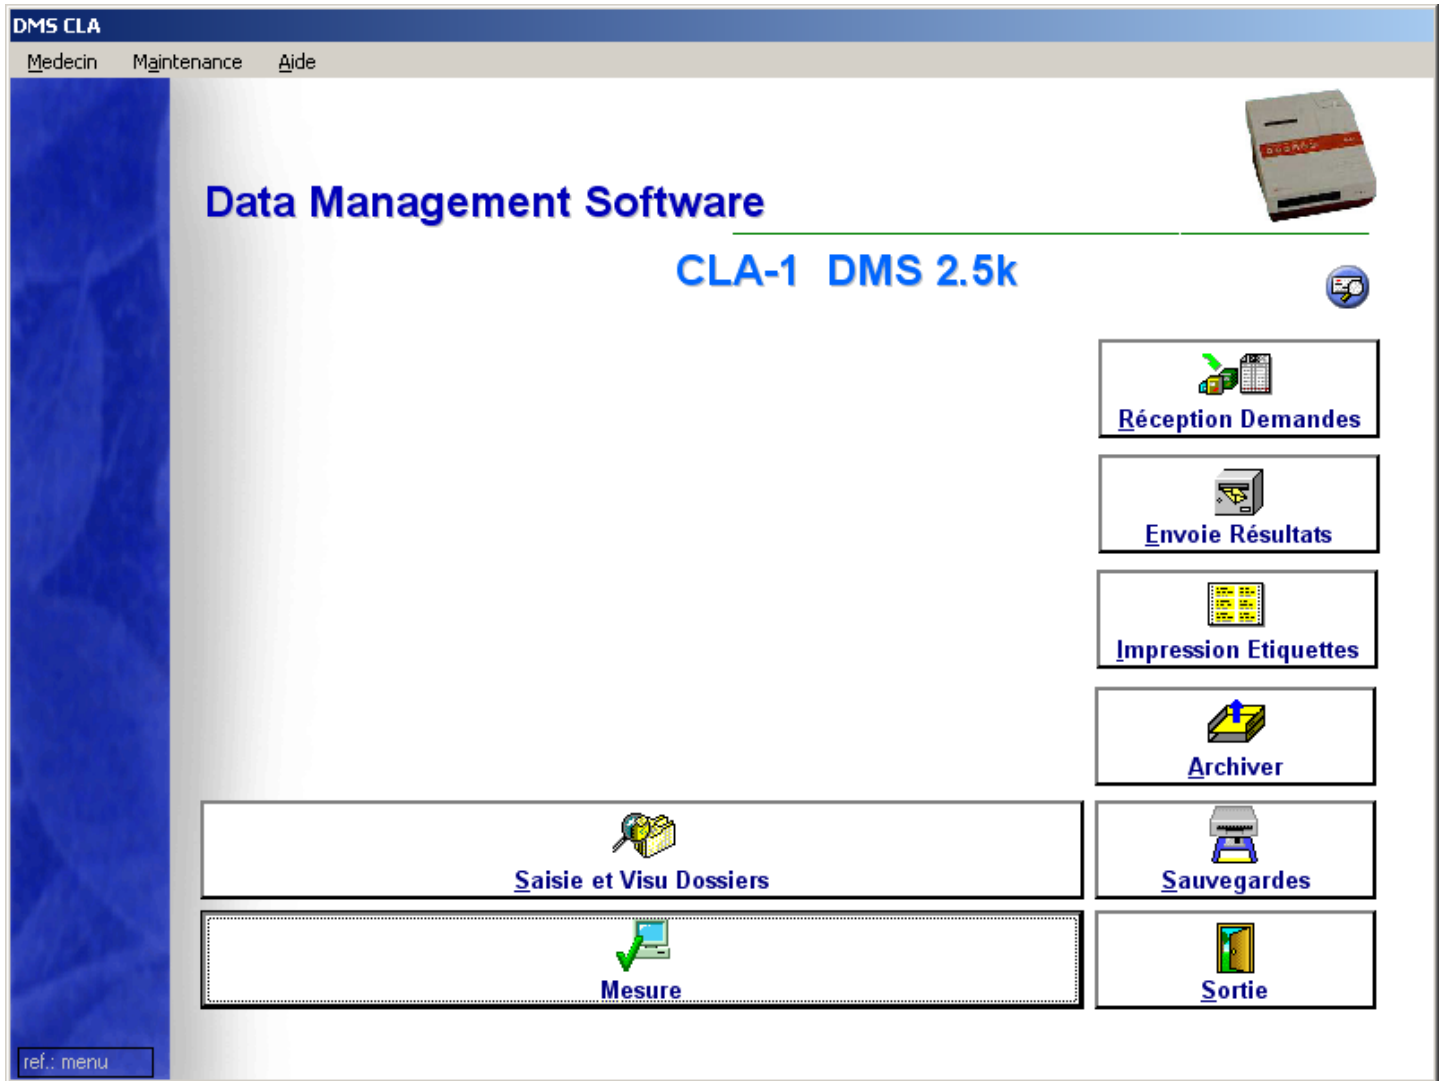 DMS CLA
Medecin Maintenance Aide
Data Management Software
CLA-1 DMS 2.5k
Réception Demandes
Envoie Résultats
Impression Etiquettes
Archiver
Saisie et Visu Dossiers
Sauvegardes
Mesure
Sortie
ref.: menu